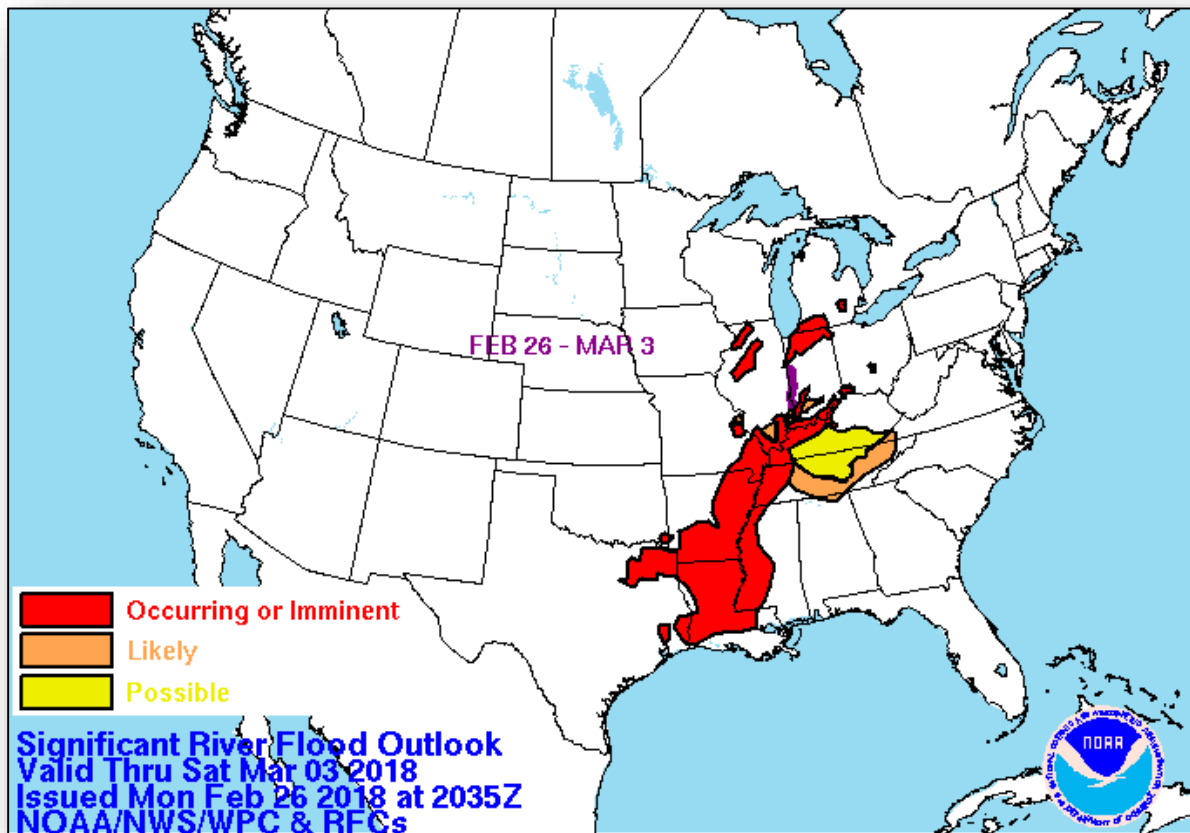 FEB 26 - MAR 3
Occurring or Imminent
Likely
Possible
Significant River Flood Outlook
Valid Thru Sat Mar 03 2018
Issued Mon Feb 26 2018 at 2035Z
NOAA/NWS/WPC & RFCs
NOAA